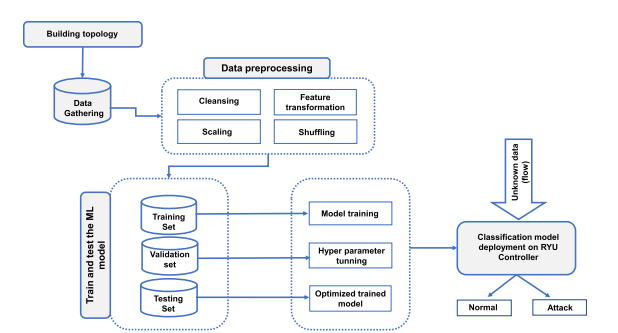 Building topology
Data preprocessing
Data
Gathering
Cleansing
Feature
transformation
Scaling
Shuffling
Train and test the ML
model
Training
Set
Validation
set
Testing
Set
Model training
Hyper parameter
tunning
Optimized trained
model
Unknown data
(flow)
Classification model
deployment on RYU
Controller
Normal
Attack